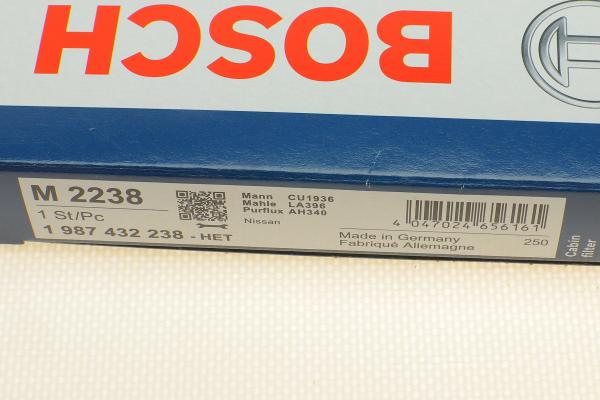 BOSCH
M 2238
1 St/Pc
1 987 432 238 - HET
Mann CU1936
Mahle LA396
Purflux AH340
Nissan
4 047024 656161
Made in Germany
Fabriqué Allemagne
250
Cabin
filter